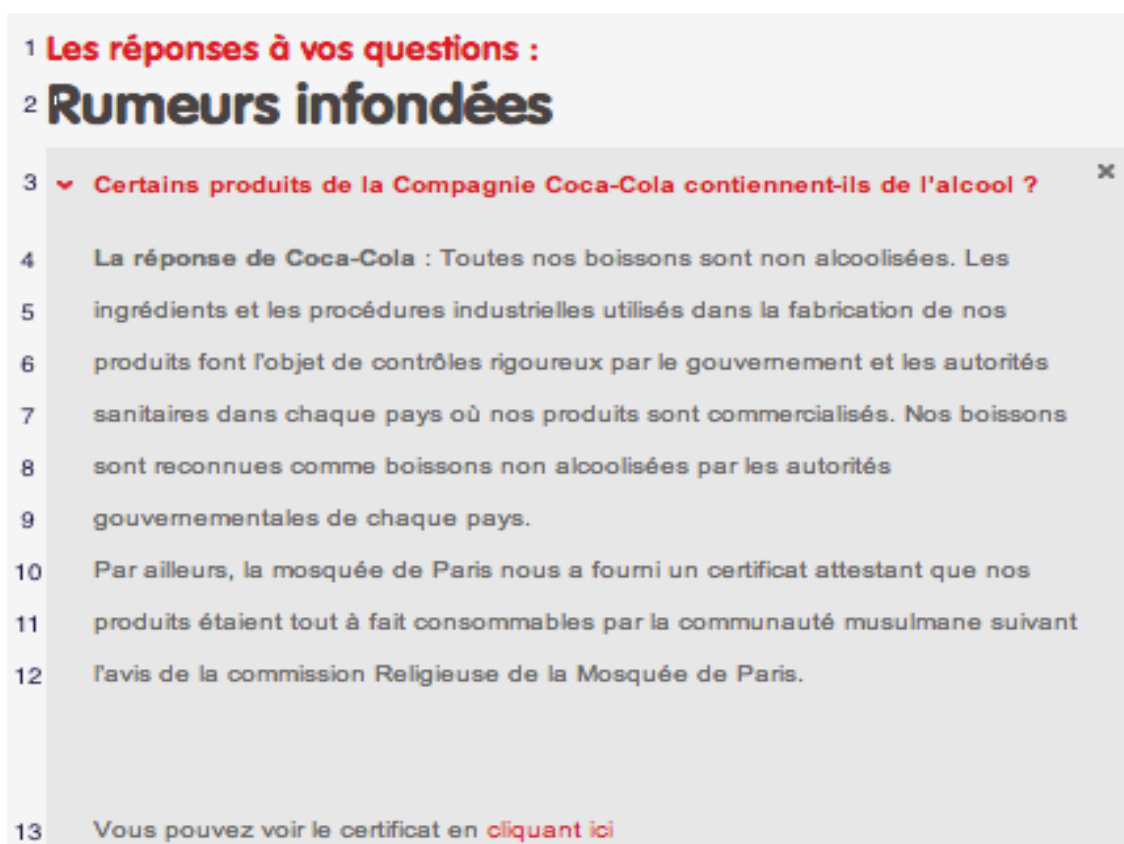 1 Les réponses à vos questions :
2 Rumeurs infondées
3 Certains produits de la Compagnie Coca-Cola contiennent-ils de l'alcool ?
4 La réponse de Coca-Cola : Toutes nos boissons sont non alcoolisées. Les
5 ingrédients et les procédures industrielles utilisés dans la fabrication de nos
6 produits font l'objet de contrôles rigoureux par le gouvernement et les autorités
7 sanitaires dans chaque pays où nos produits sont commercialisés. Nos boissons
8 sont reconnues comme boissons non alcoolisées par les autorités
9 gouvernementales de chaque pays.
10 Par ailleurs, la mosquée de Paris nous a fourni un certificat attestant que nos
11 produits étaient tout à fait consommables par la communauté musulmane suivant
12 l'avis de la commission Religieuse de la Mosquée de Paris.
13 Vous pouvez voir le certificat en cliquant ici